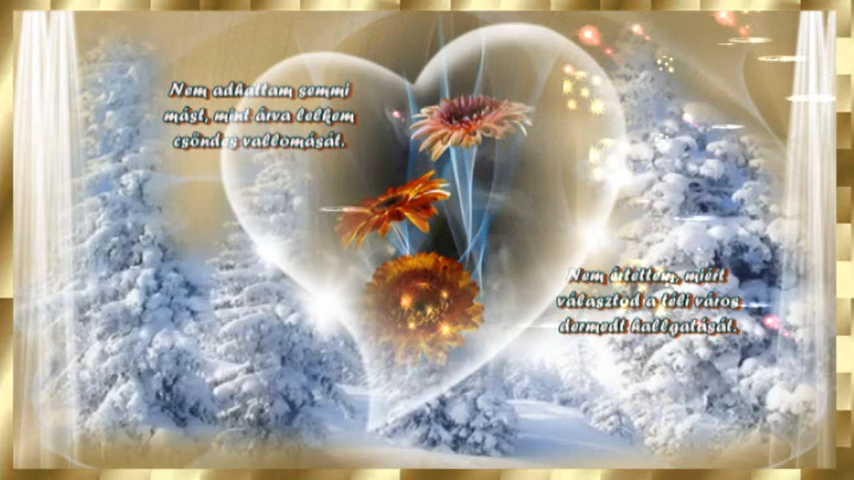 Nem adhattam semmi
mást, mint árva lelkem
csöndes vallomását.
Nem értettem, miért
választod a téli város
dermedt hallgatását.